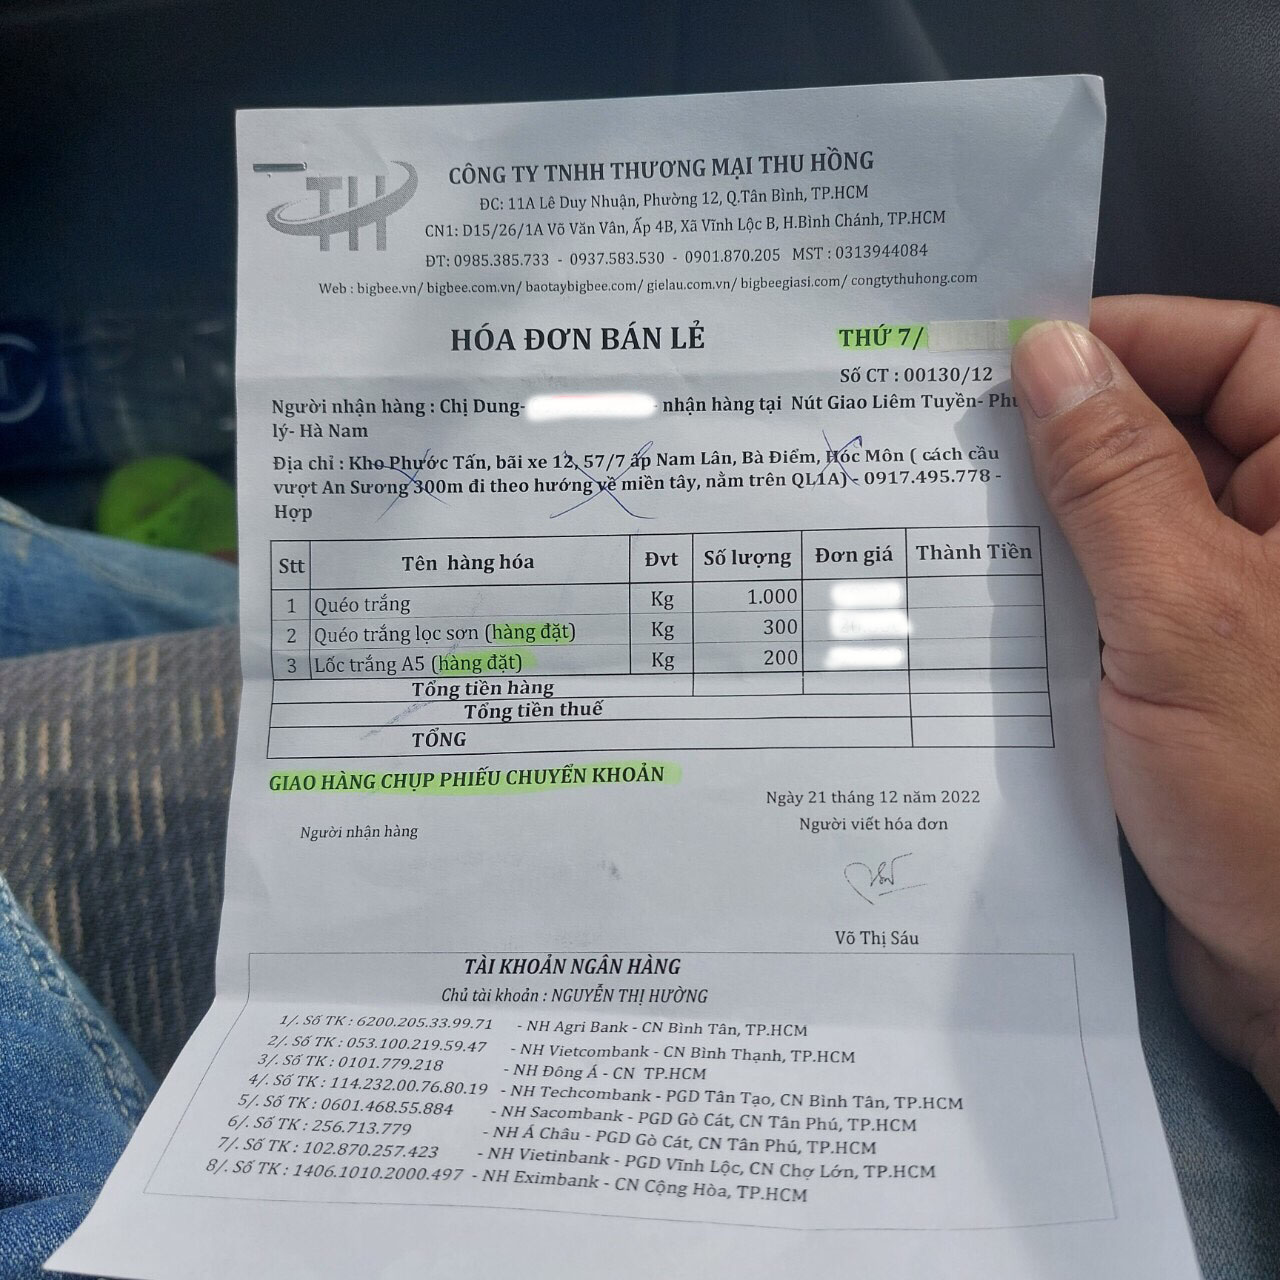 TH
CÔNG TY TNHH THƯƠNG MẠI THU HỒNG
ĐC: 11A Lê Duy Nhuận, Phường 12, Q.Tân Bình, TP.HCM
CN1: D15/26/1A Võ Văn Vân, Ấp 4B, Xã Vĩnh Lộc B, H.Bình Chánh, TP.HCM
ĐT: 0985.385.733 - 0937.583.530 - 0901.870.205 MST : 0313944084
Web : bigbee.vn/ bigbee.com.vn/ baotaybigbee.com/ gielau.com.vn/ bigbeegiasi.com/ congtythuhong.com
HÓA ĐƠN BÁN LẺ THỨ 7/
Số CT : 00130/12
Người nhận hàng : Chị Dung- - nhận hàng tại Nút Giao Liêm Tuyền-
lý- Hà Nam
Địa chỉ : Kho Phước Tấn, bãi xe 12, 57/7 ấp Nam Lân, Bà Điểm, Hóc Môn ( cách cầu
vượt An Sương 300m đi theo hướng về miền tây, nằm trên QL1A) - 0917.495.778 -
Hợp
Stt Tên hàng hóa Đvt Số lượng Đơn giá Thành Tiền
1 Quéo trắng Kg 1.000
2 Quéo trắng lọc sơn (hàng đặt) Kg 300
3 Lốc trắng A5 (hàng đặt) Kg 200
Tổng tiền hàng
Tổng tiền thuế
TỔNG
GIAO HÀNG CHỤP PHIẾU CHUYỂN KHOẢN
Ngày 21 tháng 12 năm 2022
Người nhận hàng Người viết hóa đơn
Võ Thị Sáu
TÀI KHOẢN NGÂN HÀNG
Chủ tài khoản : NGUYỄN THỊ HƯỜNG
1/. Số TK : 6200.205.33.99.71 - NH Agri Bank - CN Bình Tân, TP.HCM
2/. Số TK : 053.100.219.59.47 - NH Vietcombank - CN Bình Thạnh, TP.HCM
3/. Số TK : 0101.779.218 - NH Đông Á - CN TP.HCM
4/. Số TK : 114.232.00.76.80.19 - NH Techcombank - PGD Tân Tạo, CN Bình Tân, TP.HCM
5/. Số TK : 0601.468.55.884 - NH Sacombank - PGD Gò Cát, CN Tân Phú, TP.HCM
6/. Số TK : 256.713.779 - NH Á Châu - PGD Gò Cát, CN Tân Phú, TP.HCM
7/. Số TK : 102.870.257.423 - NH Vietinbank - PGD Vĩnh Lộc, CN Chợ Lớn, TP.HCM
8/. Số TK : 1406.1010.2000.497 - NH Eximbank - CN Cộng Hòa, TP.HCM